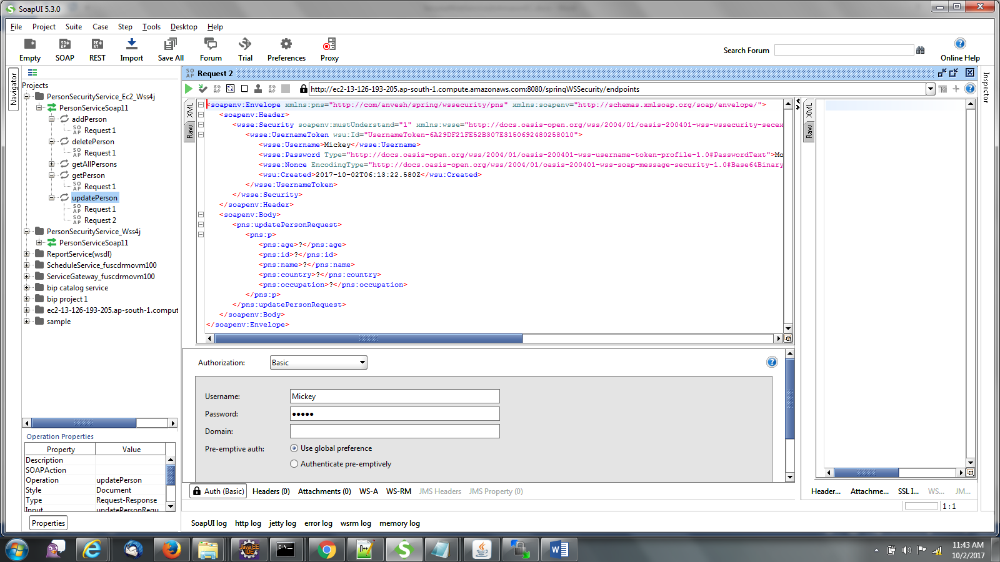 SoapUI 5.3.0
File Project Suite Case Step Tools Desktop Help
Empty SOAP REST Import Save All Forum Trial Preferences Proxy
Search Forum
Online Help
Navigator
Projects
PersonSecurityService_Ec2_Wss4j
PersonServiceSoap11
addPerson
Request 1
deletePerson
Request 1
getAllPersons
getPerson
Request 1
updatePerson
Request 1
Request 2
PersonSecurityService_Wss4j
PersonServiceSoap11
ReportService(wsdl)
ScheduleService_fuscdrmovm100
ServiceGateway_fuscdrmovm100
bip catalog service
bip project 1
ec2-13-126-193-205.ap-south-1.comput
sample
Operation Properties
Property Value
Description
SOAPAction
Operation updatePerson
Style Document
Type Request-Response
Input updatePersonRequ
Properties
Request 2
http://ec2-13-126-193-205.ap-south-1.compute.amazonaws.com:8080/springWSSecurity/endpoints
XML
Raw
<soapenv:Envelope xmlns:pns="http://com/anvesh/spring/wssecurity/pns" xmlns:soapenv="http://schemas.xmlsoap.org/soap/envelope/">
<soapenv:Header>
<wsse:Security soapenv:mustUnderstand="1" xmlns:wsse="http://docs.oasis-open.org/wss/2004/01/oasis-200401-wss-wssecurity-secex
<wsse:UsernameToken wsu:Id="UsernameToken-6A29DF21FE52B307E3150692480258010">
<wsse:Username>Mickey</wsse:Username>
<wsse:Password Type="http://docs.oasis-open.org/wss/2004/01/oasis-200401-wss-username-token-profile-1.0#PasswordText">Mo
<wsse:Nonce EncodingType="http://docs.oasis-open.org/wss/2004/01/oasis-200401-wss-soap-message-security-1.0#Base64Binary
<wsu:Created>2017-10-02T06:13:22.580Z</wsu:Created>
</wsse:UsernameToken>
</wsse:Security>
</soapenv:Header>
<soapenv:Body>
<pns:updatePersonRequest>
<pns:p>
<pns:age>?</pns:age>
<pns:id>?</pns:id>
<pns:name>?</pns:name>
<pns:country>?</pns:country>
<pns:occupation>?</pns:occupation>
</pns:p>
</pns:updatePersonRequest>
</soapenv:Body>
</soapenv:Envelope>
Authorization: Basic
Username: Mickey
Password: •••••
Domain:
Pre-emptive auth: Use global preference
Authenticate pre-emptively
Auth (Basic) Headers (0) Attachments (0) WS-A WS-RM JMS Headers JMS Property (0)
XML
Raw
Header... Attachme... SSL I... WS... JM...
1 : 1
Inspector
SoapUI log http log jetty log error log wsrm log memory log
11:43 AM
10/2/2017